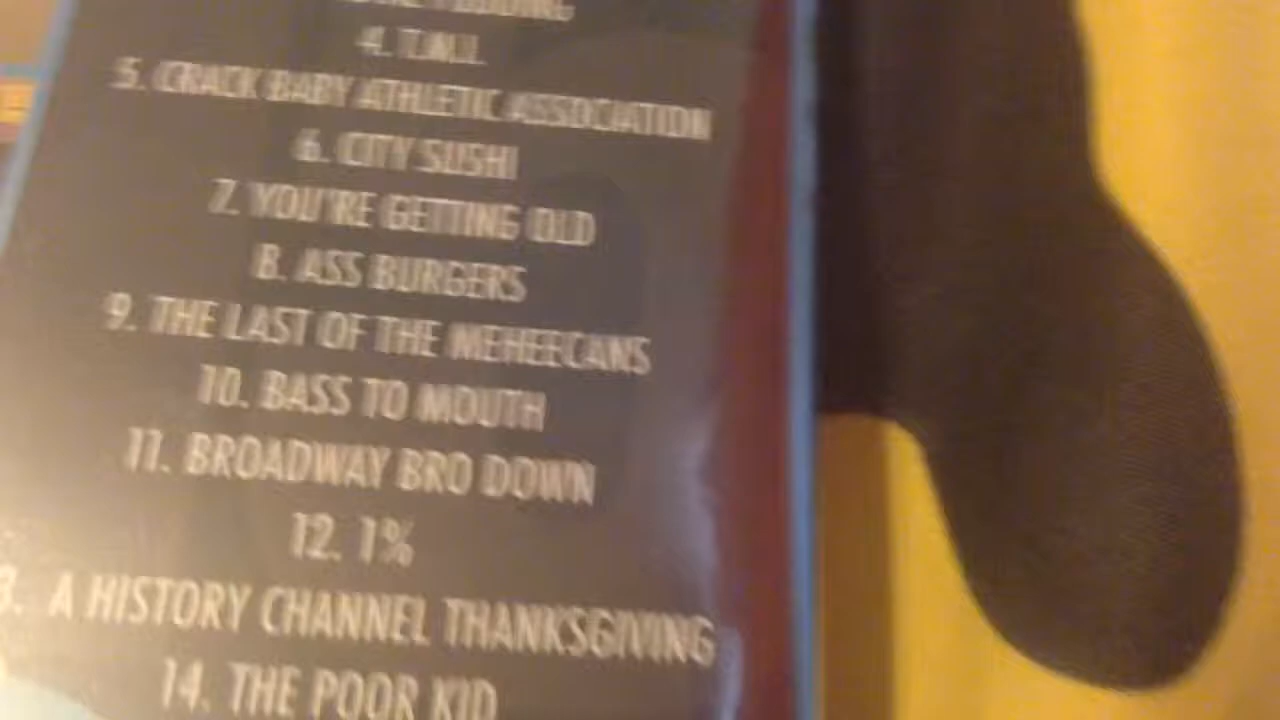 PUDDING
4. T.M.I.
5. CRACK BABY ATHLETIC ASSOCIATION
6. CITY SUSHI
7. YOU'RE GETTING OLD
8. ASS BURGERS
9. THE LAST OF THE MEHEECANS
10. BASS TO MOUTH
11. BROADWAY BRO DOWN
12. 1%
3. A HISTORY CHANNEL THANKSGIVING
14. THE POOR KID